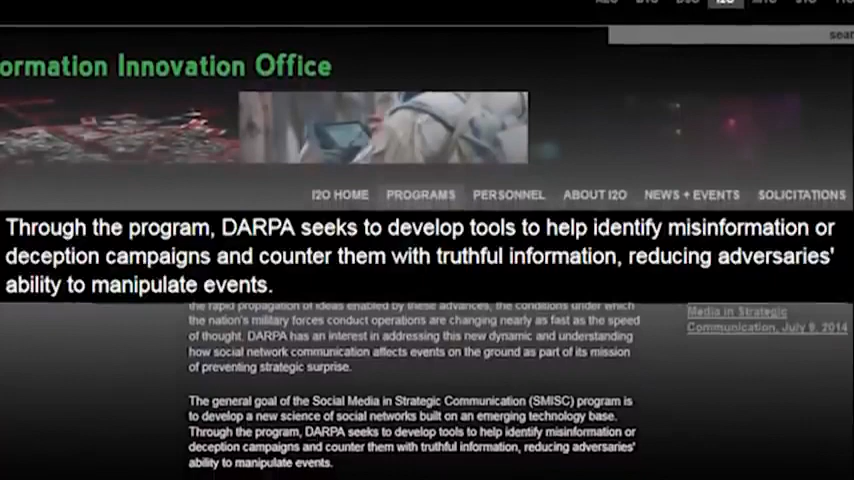 I2O
sear
ormation Innovation Office
I2O HOME PROGRAMS PERSONNEL ABOUT I2O NEWS + EVENTS SOLICITATIONS
Through the program, DARPA seeks to develop tools to help identify misinformation or
deception campaigns and counter them with truthful information, reducing adversaries'
ability to manipulate events.
the rapid propagation of ideas enabled by these advances, the conditions under which
the nation's military forces conduct operations are changing nearly as fast as the speed
of thought. DARPA has an interest in addressing this new dynamic and understanding
how social network communication affects events on the ground as part of its mission
of preventing strategic surprise.
Media in Strategic
Communication, July 9, 2014
The general goal of the Social Media in Strategic Communication (SMISC) program is
to develop a new science of social networks built on an emerging technology base.
Through the program, DARPA seeks to develop tools to help identify misinformation or
deception campaigns and counter them with truthful information, reducing adversaries'
ability to manipulate events.